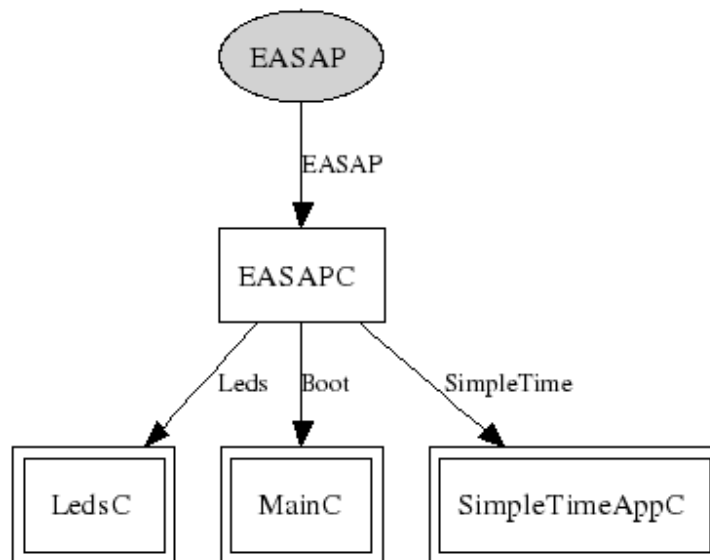 EASAP
EASAP
EASAPC
Leds
Boot
SimpleTime
LedsC
MainC
SimpleTimeAppC